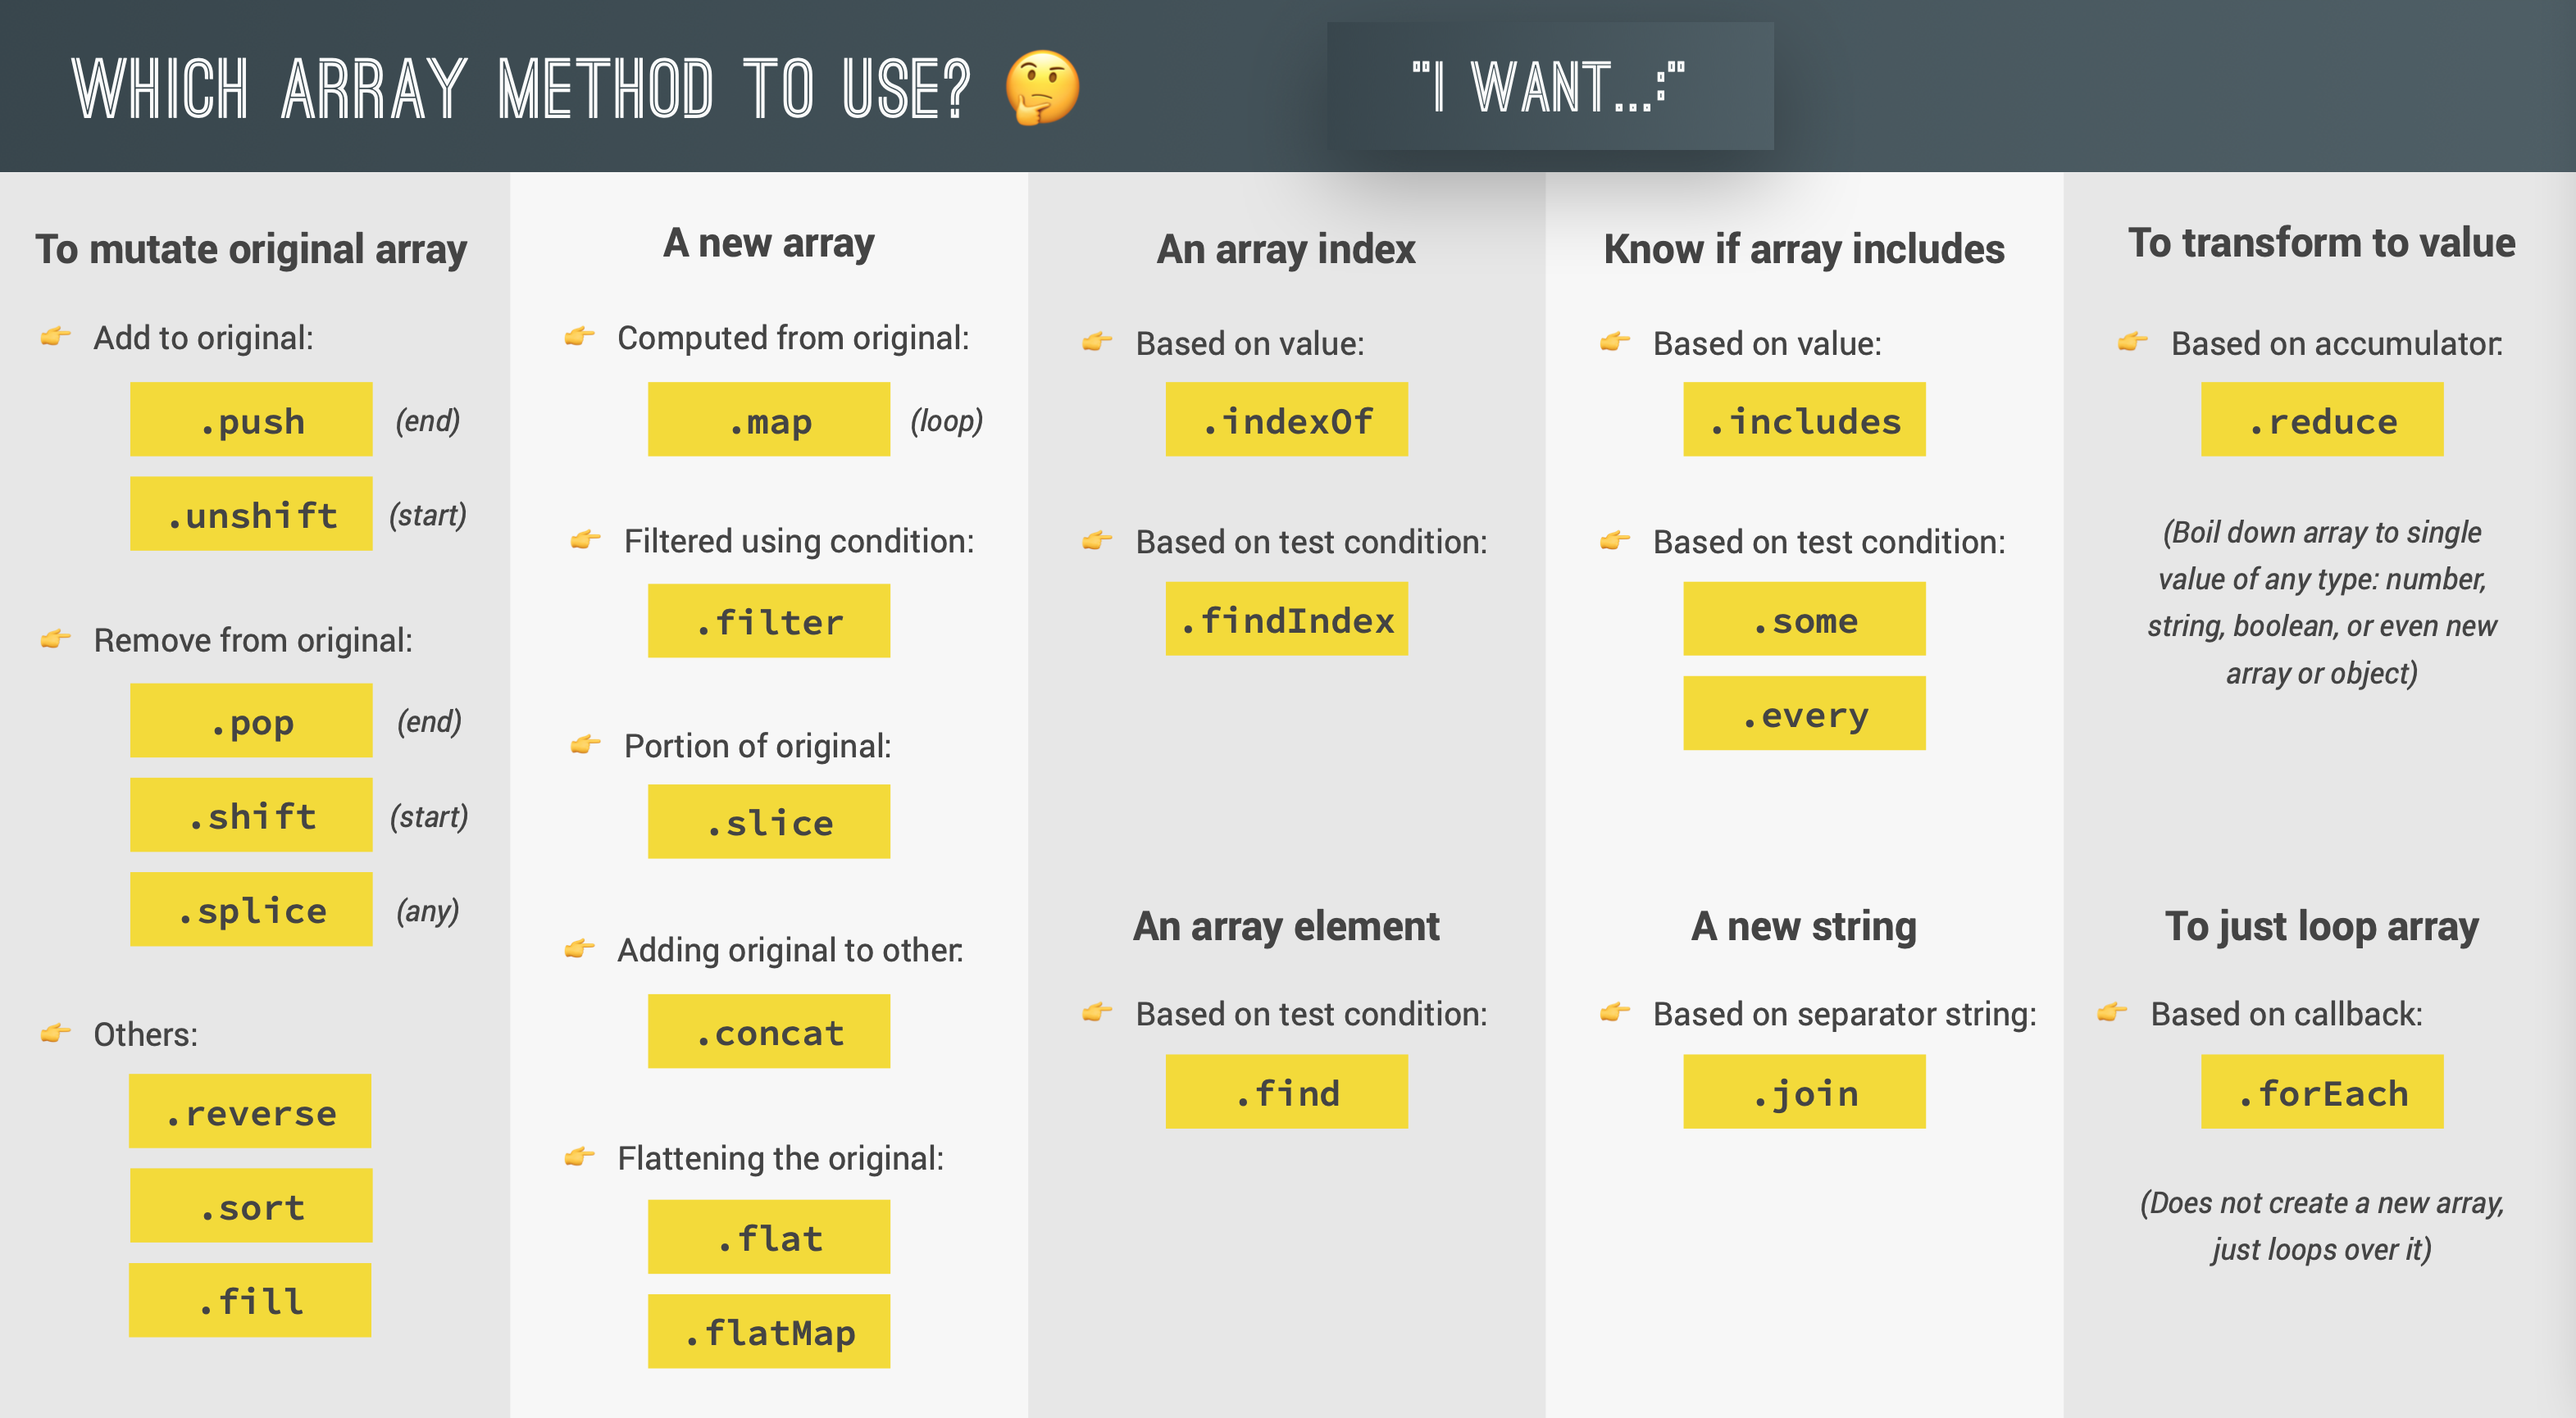 WHICH ARRAY METHOD TO USE? 🤔
"I WANT...:"
To mutate original array
👉 Add to original:
.push (end)
.unshift (start)
👉 Remove from original:
.pop (end)
.shift (start)
.splice (any)
👉 Others:
.reverse
.sort
.fill
A new array
👉 Computed from original:
.map (loop)
👉 Filtered using condition:
.filter
👉 Portion of original:
.slice
👉 Adding original to other:
.concat
👉 Flattening the original:
.flat
.flatMap
An array index
👉 Based on value:
.indexOf
👉 Based on test condition:
.findIndex
An array element
👉 Based on test condition:
.find
Know if array includes
👉 Based on value:
.includes
👉 Based on test condition:
.some
.every
A new string
👉 Based on separator string:
.join
To transform to value
👉 Based on accumulator:
.reduce
(Boil down array to single
value of any type: number,
string, boolean, or even new
array or object)
To just loop array
👉 Based on callback:
.forEach
(Does not create a new array,
just loops over it)